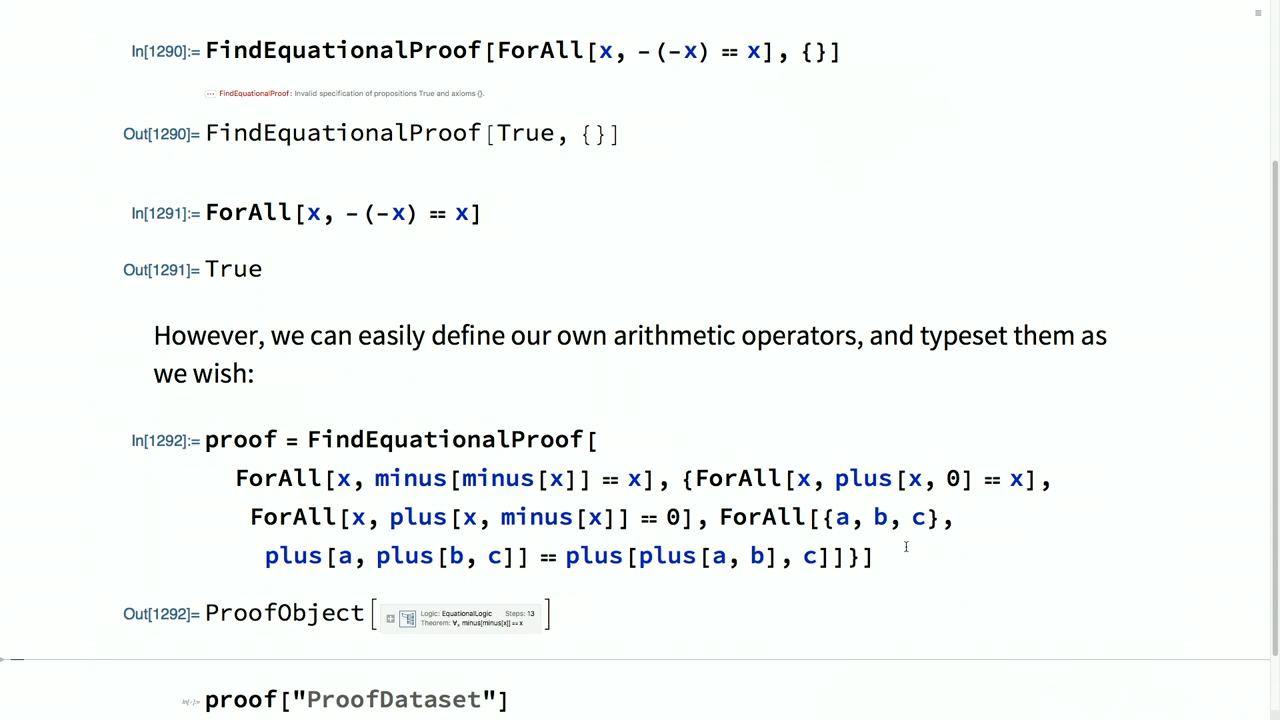 In[1290]:= FindEquationalProof[ForAll[x, -(-x) == x], {}]
FindEquationalProof: Invalid specification of propositions True and axioms {}.
Out[1290]= FindEquationalProof[True, {}]
In[1291]:= ForAll[x, -(-x) == x]
Out[1291]= True
However, we can easily define our own arithmetic operators, and typeset them as
we wish:
In[1292]:= proof = FindEquationalProof[
ForAll[x, minus[minus[x]] == x], {ForAll[x, plus[x, 0] == x],
ForAll[x, plus[x, minus[x]] == 0], ForAll[{a, b, c},
plus[a, plus[b, c]] == plus[plus[a, b], c]]}]
Out[1292]= ProofObject[ Logic: EquationalLogic Steps: 13 ]
Theorem: ∀x minus[minus[x]] == x
In[-]:= proof["ProofDataset"]